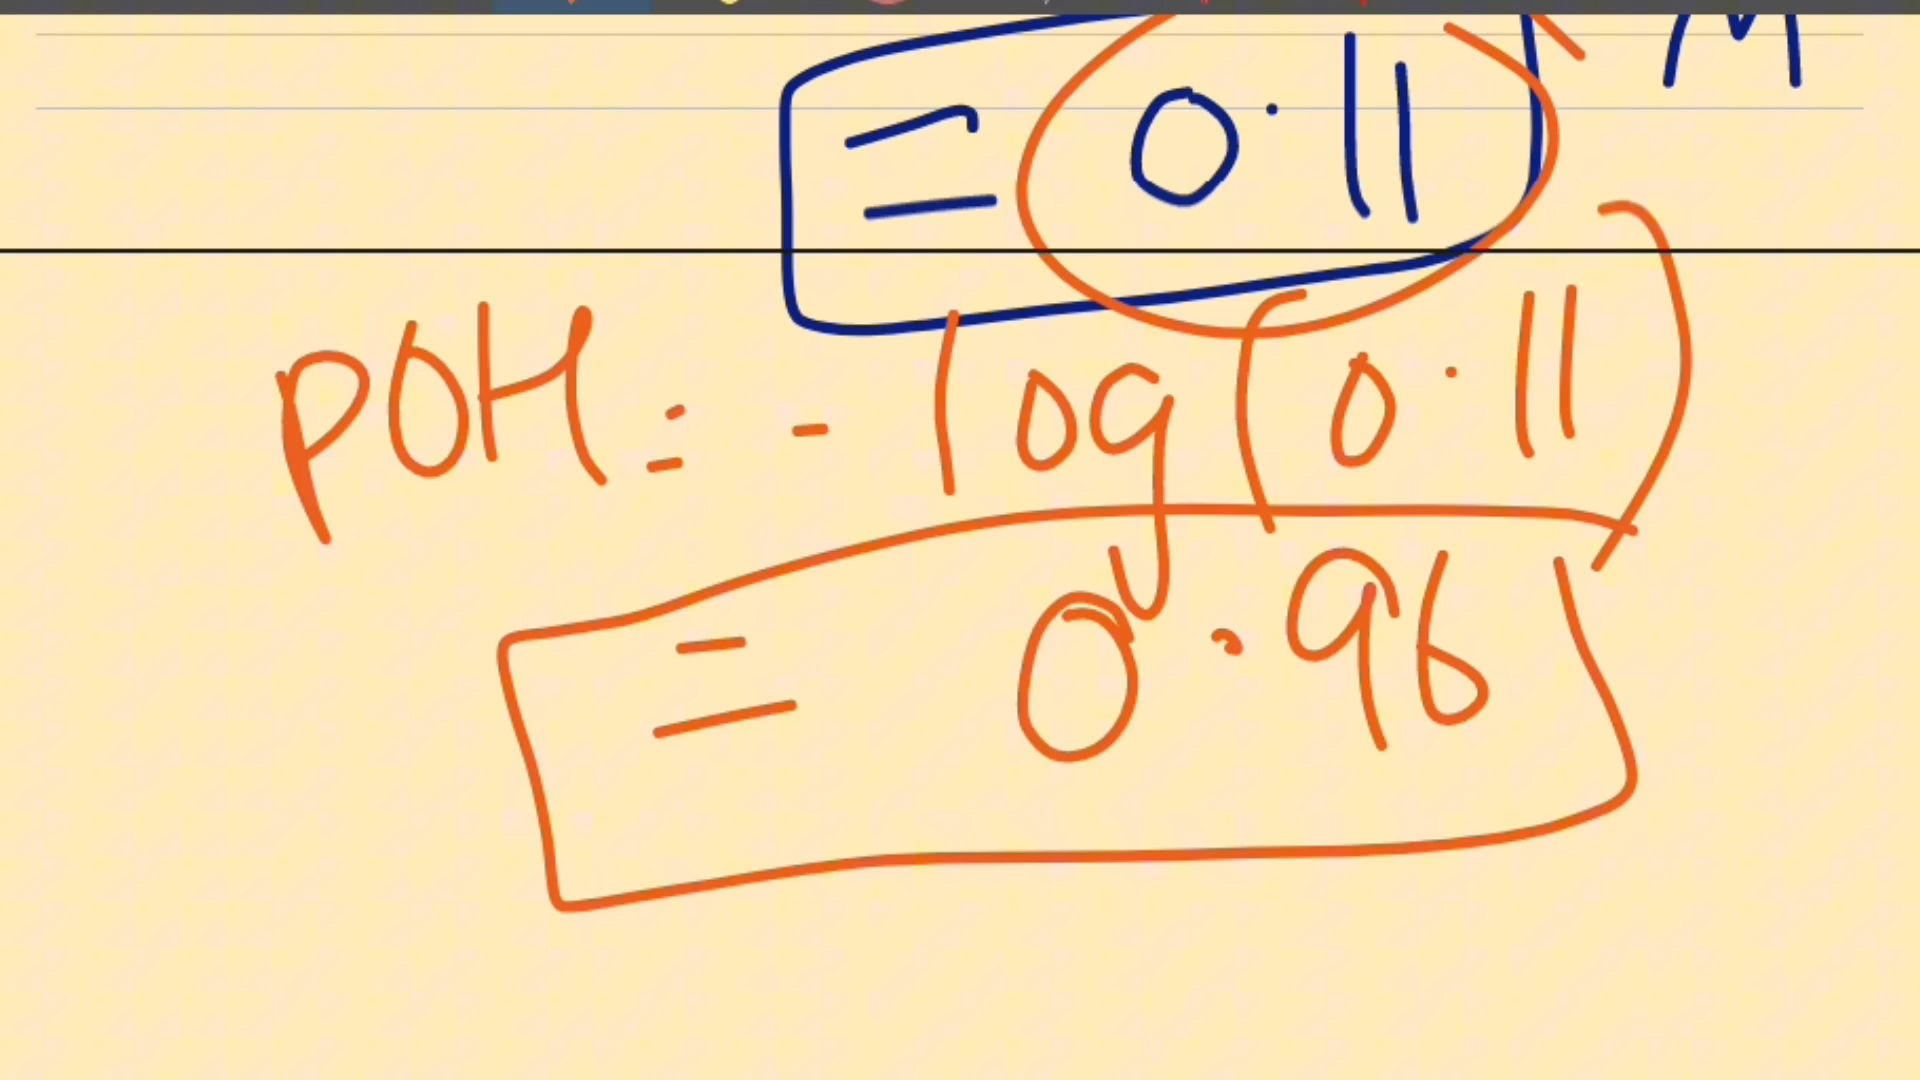 = 0.11 M
pOH = - log (0.11)
= 0.96